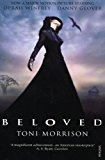 NOW A MAJOR MOTION PICTURE STARRING
OPRAH WINFREY DANNY GLOVER
BELOVED
TONI MORRISON